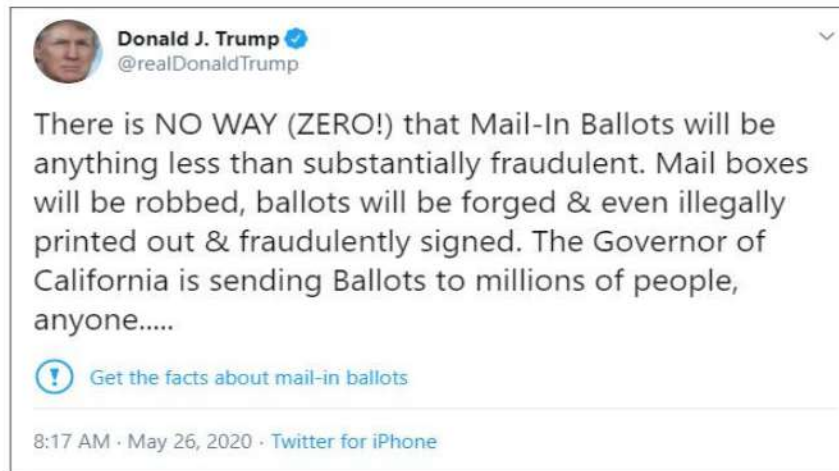 Donald J. Trump
@realDonaldTrump
There is NO WAY (ZERO!) that Mail-In Ballots will be
anything less than substantially fraudulent. Mail boxes
will be robbed, ballots will be forged & even illegally
printed out & fraudulently signed. The Governor of
California is sending Ballots to millions of people,
anyone.....
Get the facts about mail-in ballots
8:17 AM · May 26, 2020 · Twitter for iPhone